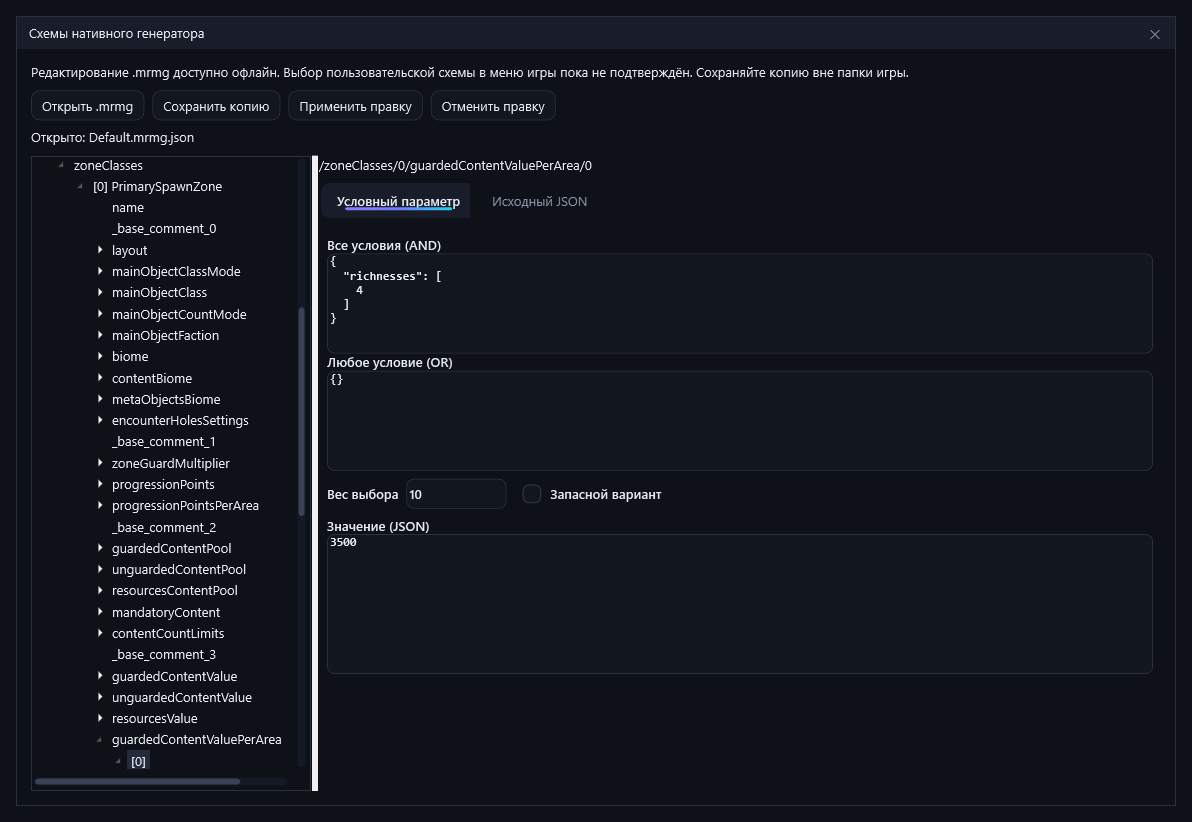 Схемы нативного генератора
Редактирование .mrmg доступно офлайн. Выбор пользовательской схемы в меню игры пока не подтверждён. Сохраняйте копию вне папки игры.
Открыть .mrmg
Сохранить копию
Применить правку
Отменить правку
Открыто: Default.mrmg.json
zoneClasses
[0] PrimarySpawnZone
name
_base_comment_0
layout
mainObjectClassMode
mainObjectClass
mainObjectCountMode
mainObjectFaction
biome
contentBiome
metaObjectsBiome
encounterHolesSettings
_base_comment_1
zoneGuardMultiplier
progressionPoints
progressionPointsPerArea
_base_comment_2
guardedContentPool
unguardedContentPool
resourcesContentPool
mandatoryContent
contentCountLimits
_base_comment_3
guardedContentValue
unguardedContentValue
resourcesValue
guardedContentValuePerArea
[0]
/zoneClasses/0/guardedContentValuePerArea/0
Условный параметр
Исходный JSON
Все условия (AND)
{
"richnesses": [
4
]
}
Любое условие (OR)
{}
Вес выбора
10
Запасной вариант
Значение (JSON)
3500